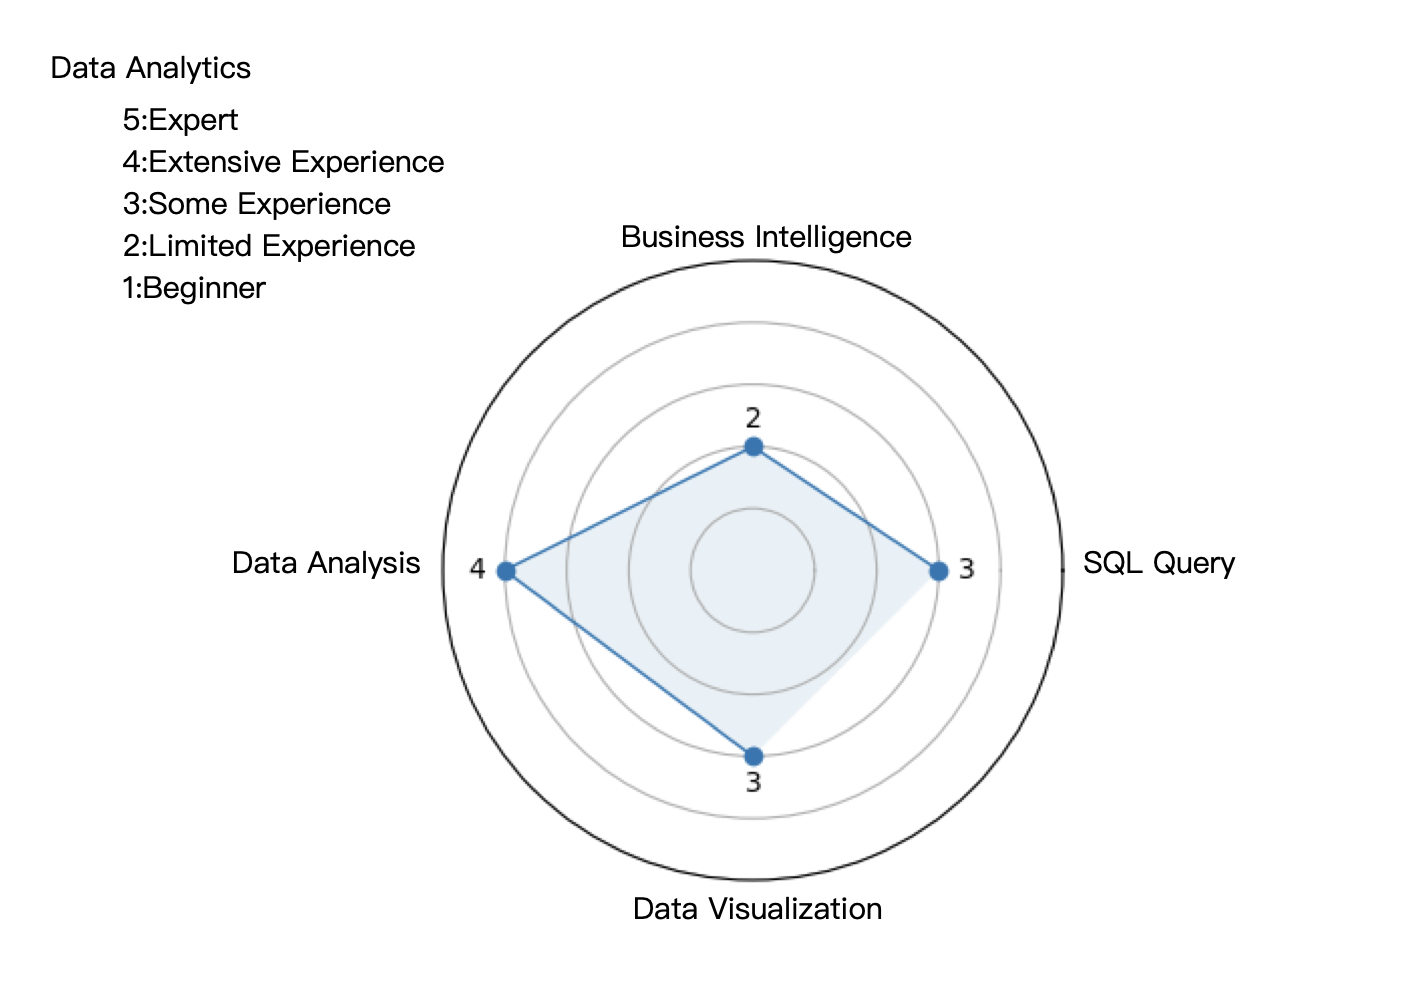 Data Analytics
5:Expert
4:Extensive Experience
3:Some Experience
2:Limited Experience
1:Beginner
Business Intelligence
2
Data Analysis
4
3
SQL Query
3
Data Visualization